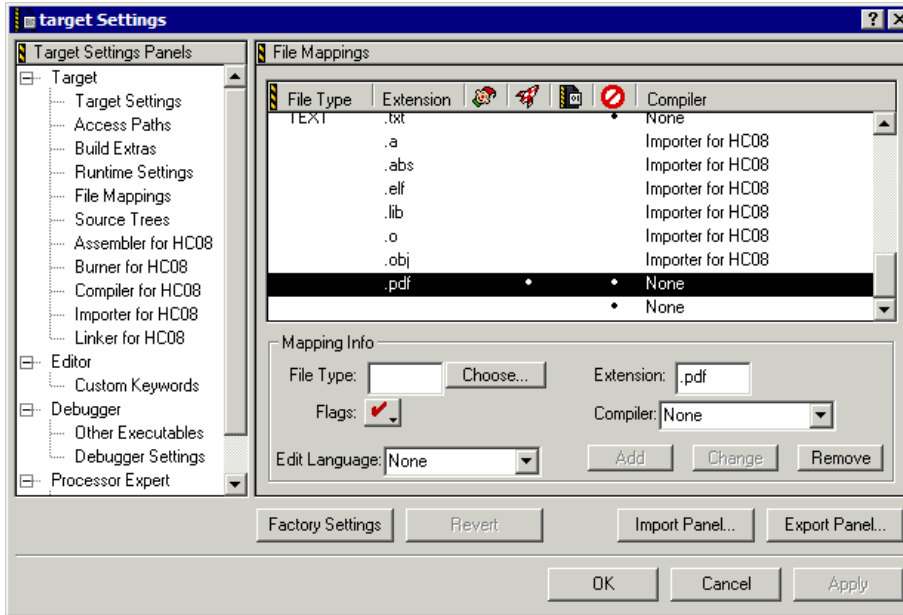 target Settings
Target Settings Panels
Target
Target Settings
Access Paths
Build Extras
Runtime Settings
File Mappings
Source Trees
Assembler for HC08
Burner for HC08
Compiler for HC08
Importer for HC08
Linker for HC08
Editor
Custom Keywords
Debugger
Other Executables
Debugger Settings
Processor Expert
File Mappings
File Type Extension Compiler
TEXT .txt None
.a Importer for HC08
.abs Importer for HC08
.elf Importer for HC08
.lib Importer for HC08
.o Importer for HC08
.obj Importer for HC08
.pdf None
None
Mapping Info
File Type: Choose... Extension: .pdf
Flags: Compiler: None
Edit Language: None Add Change Remove
Factory Settings Revert Import Panel... Export Panel...
OK Cancel Apply